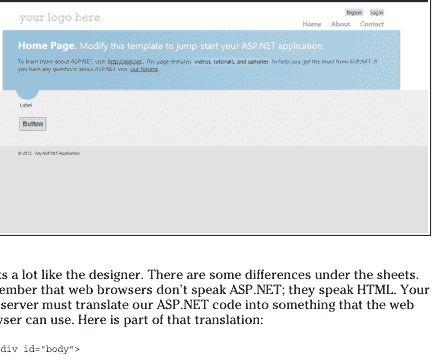 your logo here
Register Log in
Home About Contact
Home Page. Modify this template to jump-start your ASP.NET application.
To learn more about ASP.NET, visit http://asp.net. The page features videos, tutorials, and samples to help you get the most from ASP.NET. If
you have any questions about ASP.NET visit our forums.
Label
Button
© 2012 - My ASP.NET Application
s a lot like the designer. There are some differences under the sheets.
ember that web browsers don't speak ASP.NET; they speak HTML. Your
server must translate our ASP.NET code into something that the web
wser can use. Here is part of that translation:
div id="body">